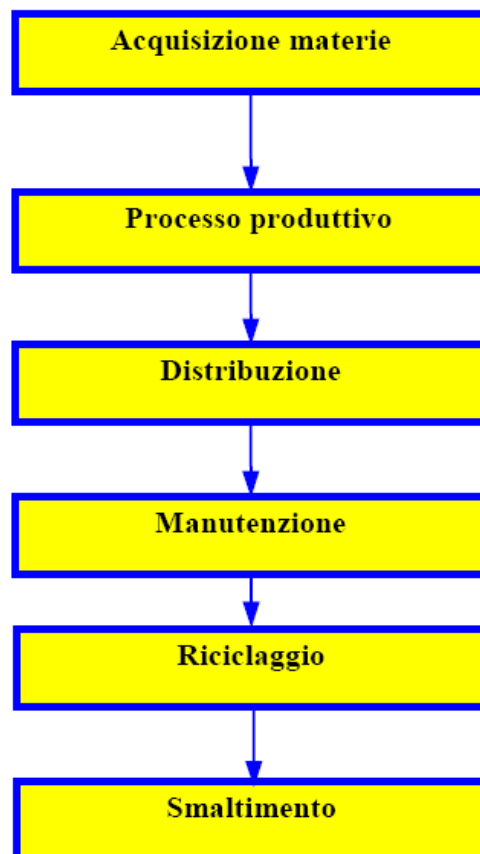 Acquisizione materie
Processo produttivo
Distribuzione
Manutenzione
Riciclaggio
Smaltimento